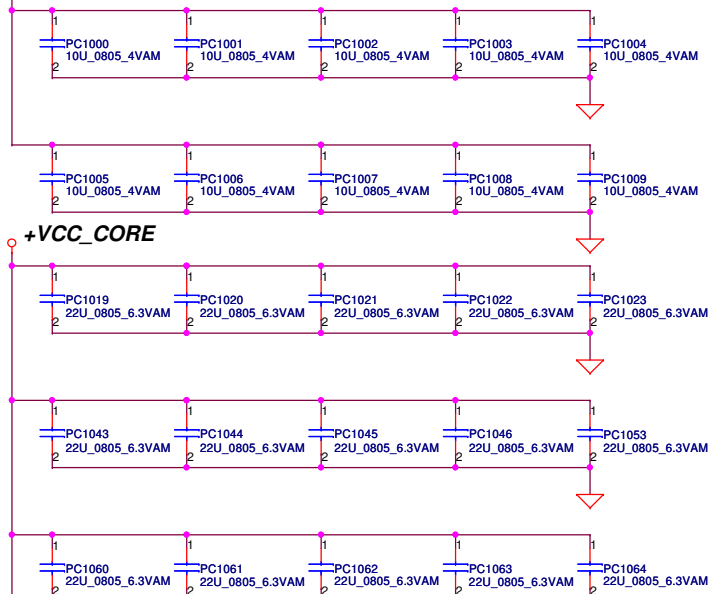 1 1 1 1 1
PC1000 PC1001 PC1002 PC1003 PC1004
10U_0805_4VAM 10U_0805_4VAM 10U_0805_4VAM 10U_0805_4VAM 10U_0805_4VAM
2 2 2 2 2
1 1 1 1 1
PC1005 PC1006 PC1007 PC1008 PC1009
10U_0805_4VAM 10U_0805_4VAM 10U_0805_4VAM 10U_0805_4VAM 10U_0805_4VAM
2 2 2 2 2
+VCC_CORE
1 1 1 1 1
PC1019 PC1020 PC1021 PC1022 PC1023
22U_0805_6.3VAM 22U_0805_6.3VAM 22U_0805_6.3VAM 22U_0805_6.3VAM 22U_0805_6.3VAM
2 2 2 2 2
1 1 1 1 1
PC1043 PC1044 PC1045 PC1046 PC1053
22U_0805_6.3VAM 22U_0805_6.3VAM 22U_0805_6.3VAM 22U_0805_6.3VAM 22U_0805_6.3VAM
2 2 2 2 2
1 1 1 1 1
PC1060 PC1061 PC1062 PC1063 PC1064
22U_0805_6.3VAM 22U_0805_6.3VAM 22U_0805_6.3VAM 22U_0805_6.3VAM 22U_0805_6.3VAM
2 2 2 2 2